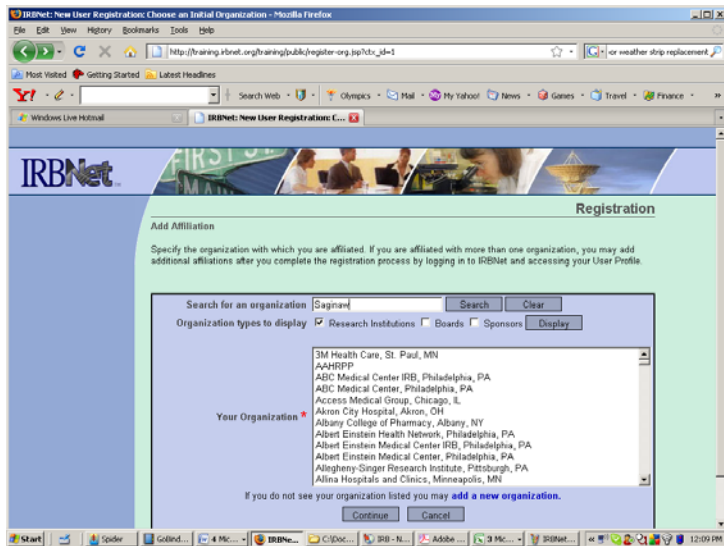 IRBNet: New User Registration: Choose an Initial Organization - Mozilla Firefox
File Edit View History Bookmarks Tools Help
http://training.irbnet.org/training/public/register-org.jsp?ctx_id=1
or weather strip replacement
Most Visited Getting Started Latest Headlines
Y! Search Web Olympics Mail My Yahoo! News Games Travel Finance »
Windows Live Hotmail IRBNet: New User Registration: C...
IRBNet FIRST ST MAIN
Registration
Add Affiliation
Specify the organization with which you are affiliated. If you are affiliated with more than one organization, you may add
additional affiliations after you complete the registration process by logging in to IRBNet and accessing your User Profile.
Search for an organization Saginaw Search Clear
Organization types to display Research Institutions Boards Sponsors Display
3M Health Care, St. Paul, MN
AAHRPP
ABC Medical Center IRB, Philadelphia, PA
ABC Medical Center, Philadelphia, PA
Access Medical Group, Chicago, IL
Akron City Hospital, Akron, OH
Albany College of Pharmacy, Albany, NY
Your Organization * Albert Einstein Health Network, Philadelphia, PA
Albert Einstein Medical Center IRB, Philadelphia, PA
Albert Einstein Medical Center, Philadelphia, PA
Allegheny-Singer Research Institute, Pittsburgh, PA
Allina Hospitals and Clinics, Minneapolis, MN
If you do not see your organization listed you may add a new organization.
Continue Cancel
Start Spider Gollind... 4 Mic... IRBNe... C:\Doc... IRB - N... Adobe ... 3 Mic... IRBNet... « 12:09 PM